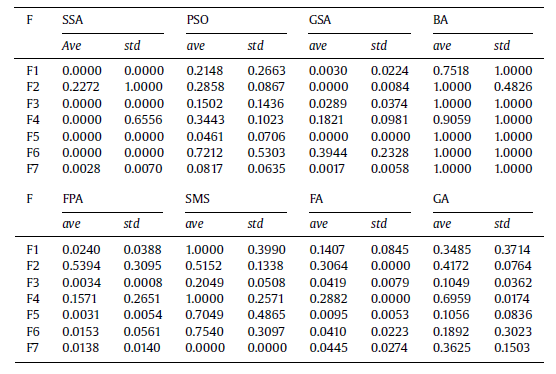 F SSA PSO GSA BA
Ave std ave std ave std ave std
F1 0.0000 0.0000 0.2148 0.2663 0.0030 0.0224 0.7518 1.0000
F2 0.2272 1.0000 0.2858 0.0867 0.0000 0.0084 1.0000 0.4826
F3 0.0000 0.0000 0.1502 0.1436 0.0289 0.0374 1.0000 1.0000
F4 0.0000 0.6556 0.3443 0.1023 0.1821 0.0981 0.9059 1.0000
F5 0.0000 0.0000 0.0461 0.0706 0.0000 0.0000 1.0000 1.0000
F6 0.0000 0.0000 0.7212 0.5303 0.3944 0.2328 1.0000 1.0000
F7 0.0028 0.0070 0.0817 0.0635 0.0017 0.0058 1.0000 1.0000
F FPA SMS FA GA
ave std ave std ave std ave std
F1 0.0240 0.0388 1.0000 0.3990 0.1407 0.0845 0.3485 0.3714
F2 0.5394 0.3095 0.5152 0.1338 0.3064 0.0000 0.4172 0.0764
F3 0.0034 0.0008 0.2049 0.0508 0.0419 0.0079 0.1049 0.0362
F4 0.1571 0.2651 1.0000 0.2571 0.2882 0.0000 0.6959 0.0174
F5 0.0031 0.0054 0.7049 0.4865 0.0095 0.0053 0.1056 0.0836
F6 0.0153 0.0561 0.7540 0.3097 0.0410 0.0223 0.1892 0.3023
F7 0.0138 0.0140 0.0000 0.0000 0.0445 0.0274 0.3625 0.1503